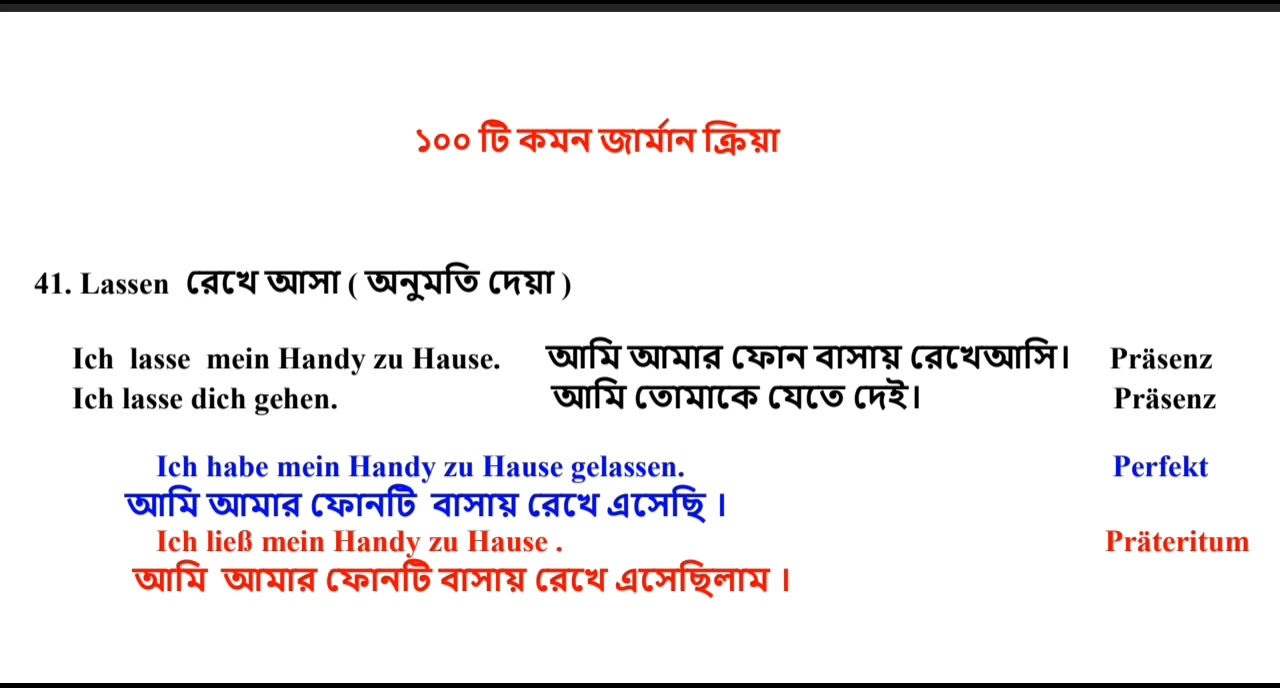 ১০০ টি কমন জার্মান ক্রিয়া
41. Lassen রেখে আসা ( অনুমতি দেয়া )
Ich lasse mein Handy zu Hause. আমি আমার ফোন বাসায় রেখেআসি। Präsenz
Ich lasse dich gehen. আমি তোমাকে যেতে দেই। Präsenz
Ich habe mein Handy zu Hause gelassen. Perfekt
আমি আমার ফোনটি বাসায় রেখে এসেছি ।
Ich ließ mein Handy zu Hause . Präteritum
আমি আমার ফোনটি বাসায় রেখে এসেছিলাম ।